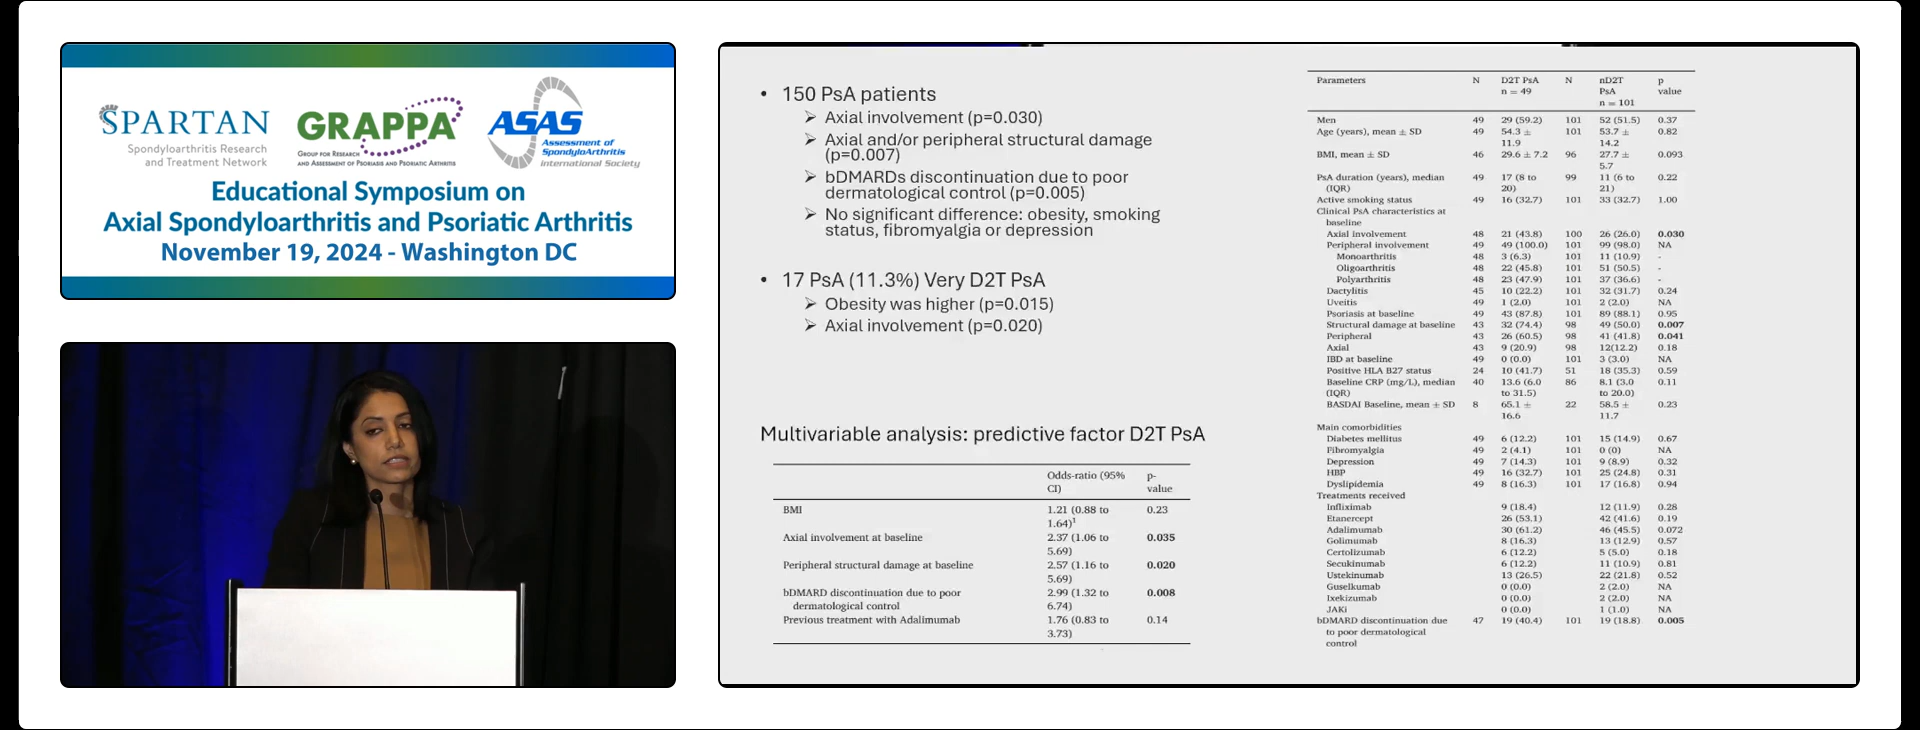 SPARTAN
Spondyloarthritis Research
and Treatment Network
GRAPPA
GROUP FOR RESEARCH
AND ASSESSMENT OF PSORIASIS AND PSORIATIC ARTHRITIS
ASAS
Assessment of
SpondyloArthritis
international Society
Educational Symposium on
Axial Spondyloarthritis and Psoriatic Arthritis
November 19, 2024 - Washington DC
• 150 PsA patients
➢ Axial involvement (p=0.030)
➢ Axial and/or peripheral structural damage
(p=0.007)
➢ bDMARDs discontinuation due to poor
dermatological control (p=0.005)
➢ No significant difference: obesity, smoking
status, fibromyalgia or depression
• 17 PsA (11.3%) Very D2T PsA
➢ Obesity was higher (p=0.015)
➢ Axial involvement (p=0.020)
Multivariable analysis: predictive factor D2T PsA
Odds-ratio (95% p-
CI) value
BMI 1.21 (0.88 to 0.23
1.64)¹
Axial involvement at baseline 2.37 (1.06 to 0.035
5.69)
Peripheral structural damage at baseline 2.57 (1.16 to 0.020
5.69)
bDMARD discontinuation due to poor 2.99 (1.32 to 0.008
dermatological control 6.74)
Previous treatment with Adalimumab 1.76 (0.83 to 0.14
3.73)
Parameters N D2T PsA N nD2T p
n = 49 PsA value
n = 101
Men 49 29 (59.2) 101 52 (51.5) 0.37
Age (years), mean ± SD 49 54.3 ± 101 53.7 ± 0.82
11.9 14.2
BMI, mean ± SD 46 29.6 ± 7.2 96 27.7 ± 0.093
5.7
PsA duration (years), median 49 17 (8 to 99 11 (6 to 0.22
(IQR) 20) 21)
Active smoking status 49 16 (32.7) 101 33 (32.7) 1.00
Clinical PsA characteristics at
baseline
Axial Involvement 48 21 (43.8) 100 26 (26.0) 0.030
Peripheral involvement 49 49 (100.0) 101 99 (98.0) NA
Monoarthritis 48 3 (6.3) 101 11 (10.9) -
Oligoarthritis 48 22 (45.8) 101 51 (50.5) -
Polyarthritis 48 23 (47.9) 101 37 (36.6) -
Dactylitis 45 10 (22.2) 101 32 (31.7) 0.24
Uveitis 49 1 (2.0) 101 2 (2.0) NA
Psoriasis at baseline 49 43 (87.8) 101 89 (88.1) 0.95
Structural damage at baseline 43 32 (74.4) 98 49 (50.0) 0.007
Peripheral 43 26 (60.5) 98 41 (41.8) 0.041
Axial 43 9 (20.9) 98 12(12.2) 0.18
IBD at baseline 49 0 (0.0) 101 3 (3.0) NA
Positive HLA B27 status 24 10 (41.7) 51 18 (35.3) 0.59
Baseline CRP (mg/L), median 40 13.6 (6.0 86 8.1 (3.0 0.11
(IQR) to 31.5) to 20.0)
BASDAI Baseline, mean ± SD 8 65.1 ± 22 58.5 ± 0.23
16.6 11.7
Main comorbidities
Diabetes mellitus 49 6 (12.2) 101 15 (14.9) 0.67
Fibromyalgia 49 2 (4.1) 101 0 (0) NA
Depression 49 7 (14.3) 101 9 (8.9) 0.32
HBP 49 16 (32.7) 101 25 (24.8) 0.31
Dyslipidemia 49 8 (16.3) 101 17 (16.8) 0.94
Treatments received
Infliximab 9 (18.4) 12 (11.9) 0.28
Etanercept 26 (53.1) 42 (41.6) 0.19
Adalimumab 30 (61.2) 46 (45.5) 0.072
Golimumab 8 (16.3) 13 (12.9) 0.57
Certolizumab 6 (12.2) 5 (5.0) 0.18
Secukinumab 6 (12.2) 11 (10.9) 0.81
Ustekinumab 13 (26.5) 22 (21.8) 0.52
Guselkumab 0 (0.0) 2 (2.0) NA
Ixekizumab 0 (0.0) 2 (2.0) NA
JAKi 0 (0.0) 1 (1.0) NA
bDMARD discontinuation due 47 19 (40.4) 101 19 (18.8) 0.005
to poor dermatological
control